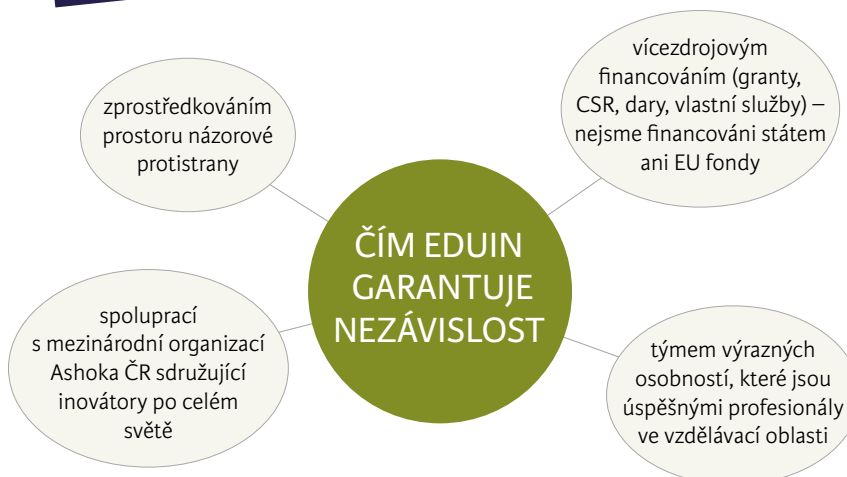 zprostředkováním
prostoru názorové
protistrany
vícezdrojovým
financováním (granty,
CSR, dary, vlastní služby) –
nejsme financováni státem
ani EU fondy
ČÍM EDUIN
GARANTUJE
NEZÁVISLOST
spoluprací
s mezinárodní organizací
Ashoka ČR sdružující
inovátory po celém
světě
týmem výrazných
osobností, které jsou
úspěšnými profesionály
ve vzdělávací oblasti